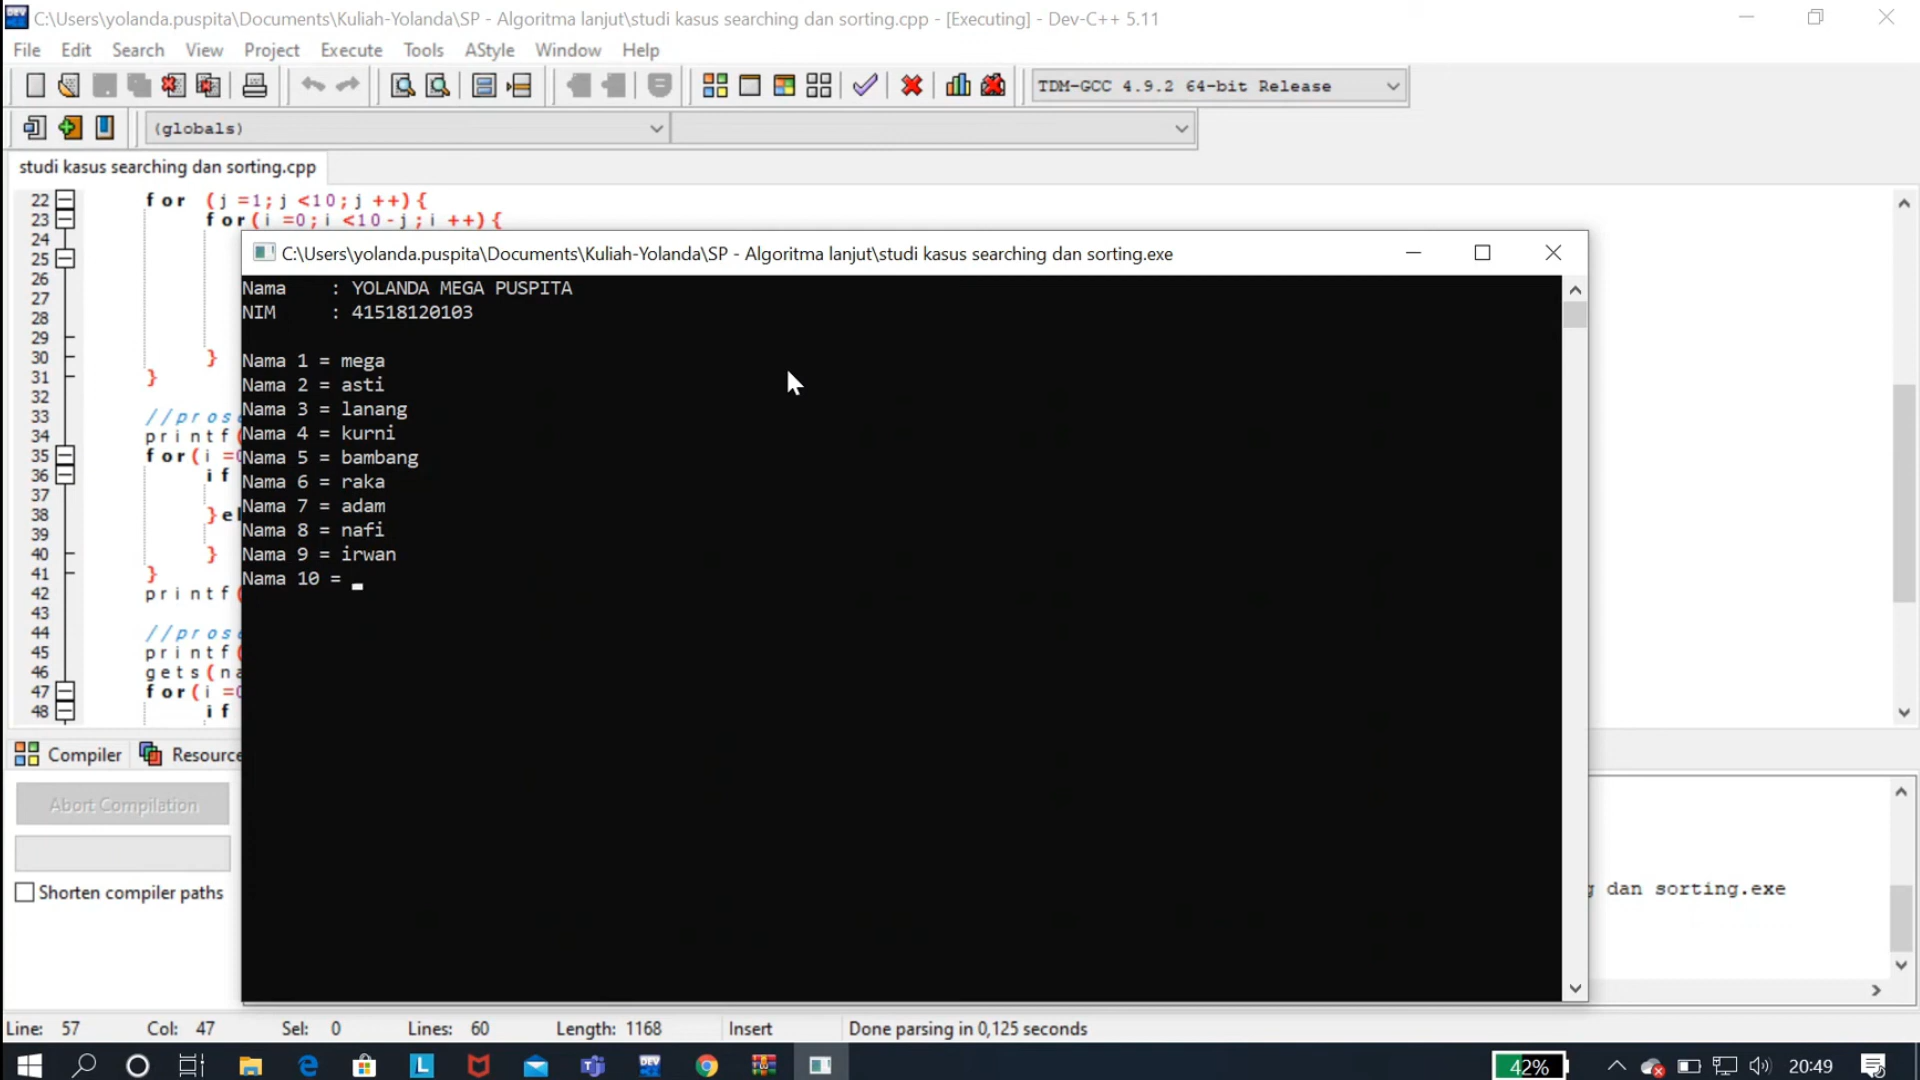 C:\Users\yolanda.puspita\Documents\Kuliah-Yolanda\SP - Algoritma lanjut\studi kasus searching dan sorting.cpp - [Executing] - Dev-C++ 5.11
File Edit Search View Project Execute Tools AStyle Window Help
TDM-GCC 4.9.2 64-bit Release
(globals)
studi kasus searching dan sorting.cpp
22 for (j =1;j <10;j ++){
23 for(i =0;i <10-j;i ++){
24
25
26
27
28
29
30 }
31 }
32
33
34 printf(
35 for(i =
36 if
37
38 }
39
40 }
41 }
42 printf(
43
44
45 printf(
46 gets(na
47 for(i =
48 if
C:\Users\yolanda.puspita\Documents\Kuliah-Yolanda\SP - Algoritma lanjut\studi kasus searching dan sorting.exe
Nama : YOLANDA MEGA PUSPITA
NIM : 41518120103
Nama 1 = mega
Nama 2 = asti
Nama 3 = lanang
Nama 4 = kurni
Nama 5 = bambang
Nama 6 = raka
Nama 7 = adam
Nama 8 = nafi
Nama 9 = irwan
Nama 10 = _
Compiler Resource
Abort Compilation
Shorten compiler paths
dan sorting.exe
Line: 57 Col: 47 Sel: 0 Lines: 60 Length: 1168 Insert Done parsing in 0,125 seconds
42% 20:49